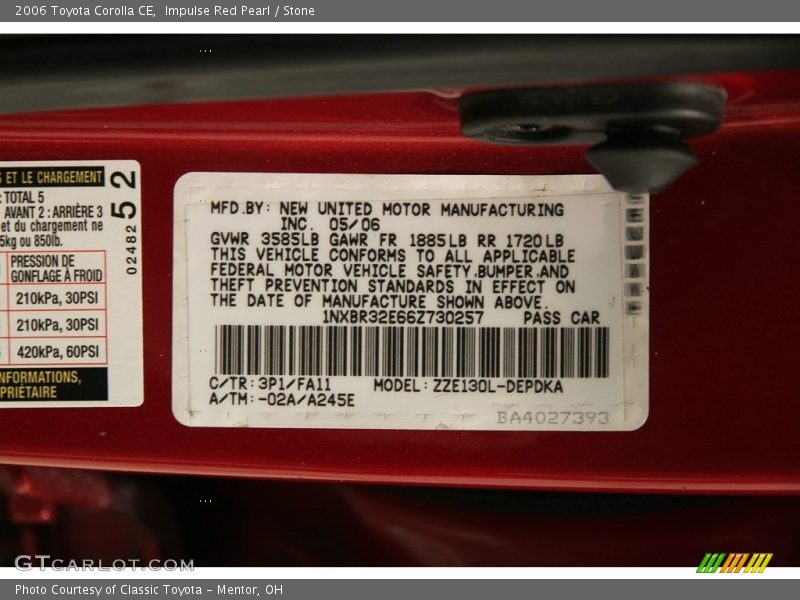 2006 Toyota Corolla CE, Impulse Red Pearl / Stone
S ET LE CHARGEMENT
TOTAL 5
AVANT 2 : ARRIÈRE 3
et du chargement ne
5kg ou 850lb.
PRESSION DE
GONFLAGE À FROID
210kPa, 30PSI
210kPa, 30PSI
420kPa, 60PSI
NFORMATIONS,
PRIÉTAIRE
02482 52
MFD.BY: NEW UNITED MOTOR MANUFACTURING
INC. 05/06
GVWR 3585LB GAWR FR 1885LB RR 1720LB
THIS VEHICLE CONFORMS TO ALL APPLICABLE
FEDERAL MOTOR VEHICLE SAFETY,BUMPER,AND
THEFT PREVENTION STANDARDS IN EFFECT ON
THE DATE OF MANUFACTURE SHOWN ABOVE.
1NXBR32E66Z730257 PASS CAR
C/TR:3P1/FA11 MODEL:ZZE130L-DEPDKA
A/TM:-02A/A245E
BA4027393
GTCARLOT.COM
Photo Courtesy of Classic Toyota - Mentor, OH